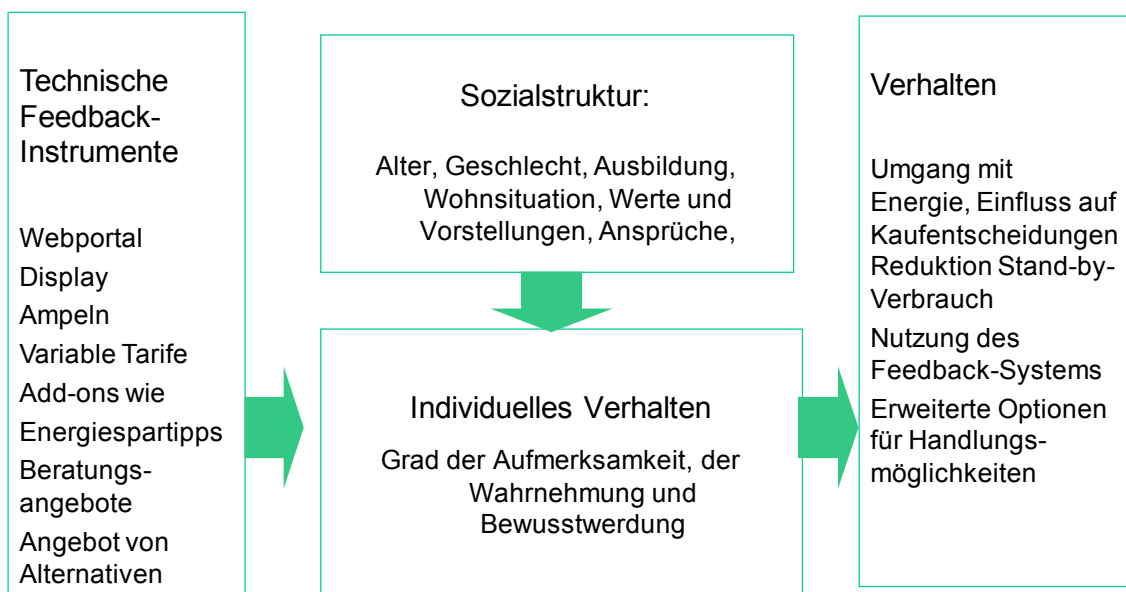 Technische
Feedback-
Instrumente
Webportal
Display
Ampeln
Variable Tarife
Add-ons wie
Energiespartipps
Beratungs-
angebote
Angebot von
Alternativen
Sozialstruktur:
Alter, Geschlecht, Ausbildung,
Wohnsituation, Werte und
Vorstellungen, Ansprüche,
Individuelles Verhalten
Grad der Aufmerksamkeit, der
Wahrnehmung und
Bewusstwerdung
Verhalten
Umgang mit
Energie, Einfluss auf
Kaufentscheidungen
Reduktion Stand-by-
Verbrauch
Nutzung des
Feedback-Systems
Erweiterte Optionen
für Handlungs-
möglichkeiten